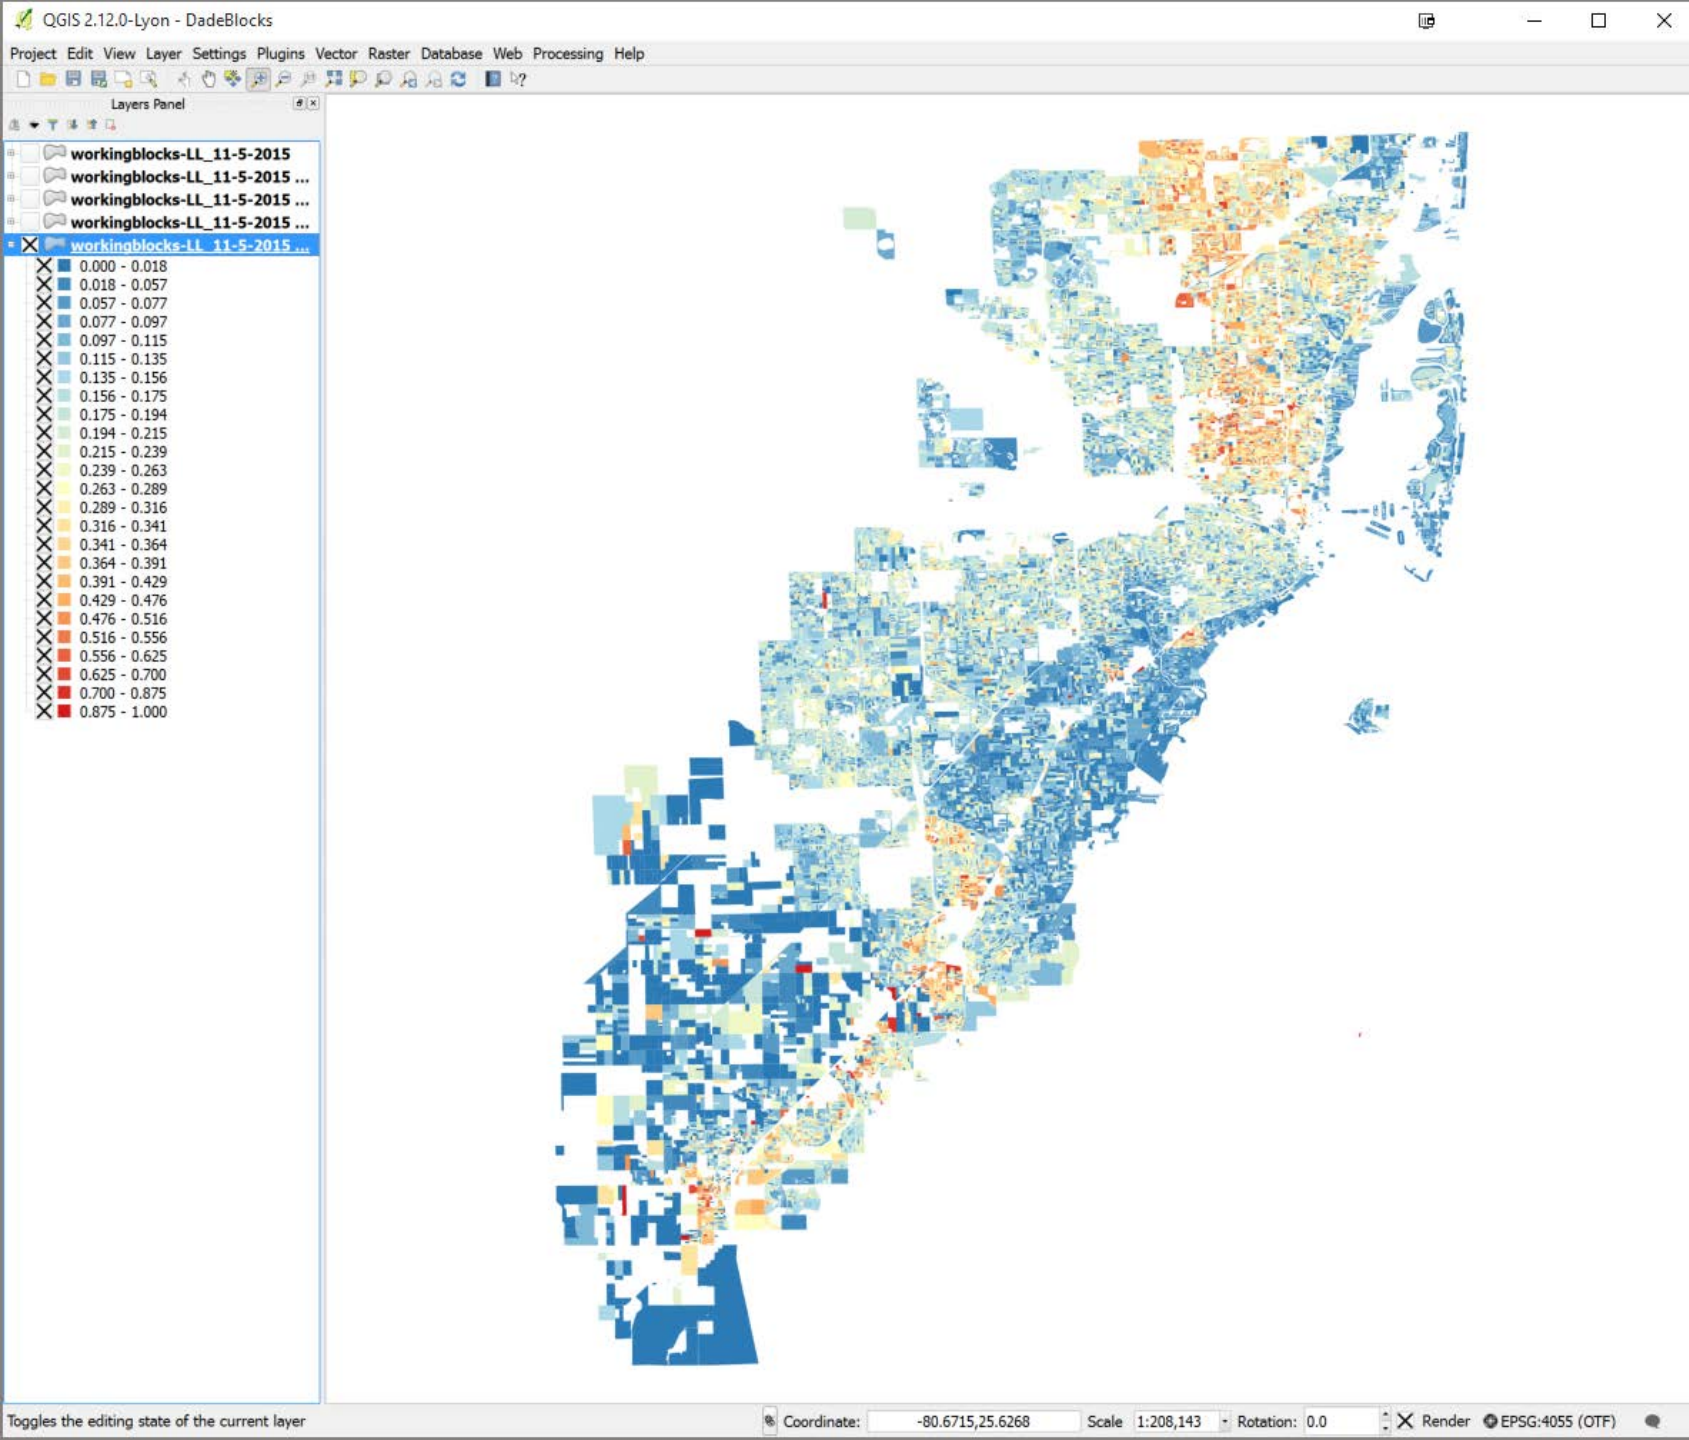 QGIS 2.12.0-Lyon - DadeBlocks
Project Edit View Layer Settings Plugins Vector Raster Database Web Processing Help
Layers Panel
workingblocks-LL_11-5-2015
workingblocks-LL_11-5-2015 ...
workingblocks-LL_11-5-2015 ...
workingblocks-LL_11-5-2015 ...
workingblocks-LL_11-5-2015 ...
0.000 - 0.018
0.018 - 0.057
0.057 - 0.077
0.077 - 0.097
0.097 - 0.115
0.115 - 0.135
0.135 - 0.156
0.156 - 0.175
0.175 - 0.194
0.194 - 0.215
0.215 - 0.239
0.239 - 0.263
0.263 - 0.289
0.289 - 0.316
0.316 - 0.341
0.341 - 0.364
0.364 - 0.391
0.391 - 0.429
0.429 - 0.476
0.476 - 0.516
0.516 - 0.556
0.556 - 0.625
0.625 - 0.700
0.700 - 0.875
0.875 - 1.000
Toggles the editing state of the current layer Coordinate: -80.6715,25.6268 Scale 1:208,143 Rotation: 0.0 Render EPSG:4055 (OTF)